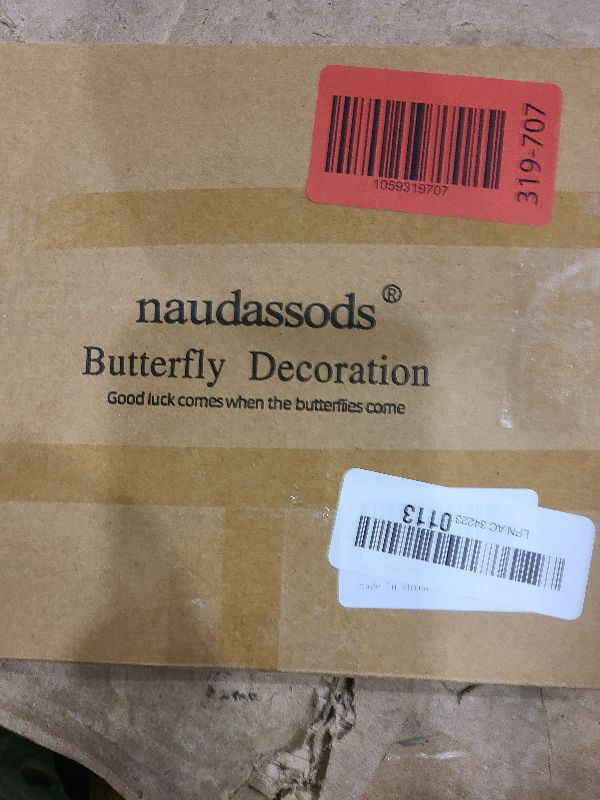 1059319707
319-707
naudassods®
Butterfly Decoration
Good luck comes when the butterflies come
LPNAC 34223 0113